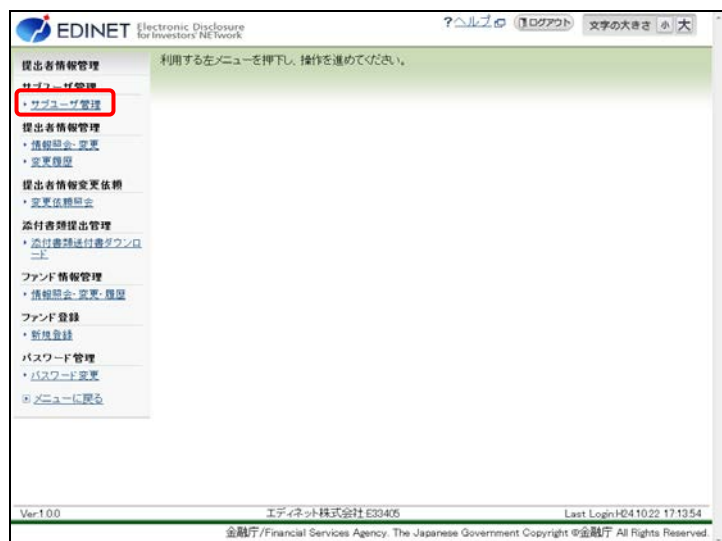 EDINET Electronic Disclosure
for Investors' NETwork
?ヘルプ ログアウト 文字の大きさ 小 大
提出者情報管理
利用する左メニューを押下し、操作を進めてください。
サブユーザ管理
サブユーザ管理
提出者情報管理
情報照会・変更
変更履歴
提出者情報変更依頼
変更依頼照会
添付書類提出管理
添付書類送付書ダウンロ
ード
ファンド情報管理
情報照会・変更・履歴
ファンド登録
新規登録
パスワード管理
パスワード変更
メニューに戻る
Ver.1.0.0 エディネット株式会社 E33405 Last Login:H24.10.22 17:13:54
金融庁/Financial Services Agency. The Japanese Government Copyright ©金融庁 All Rights Reserved.